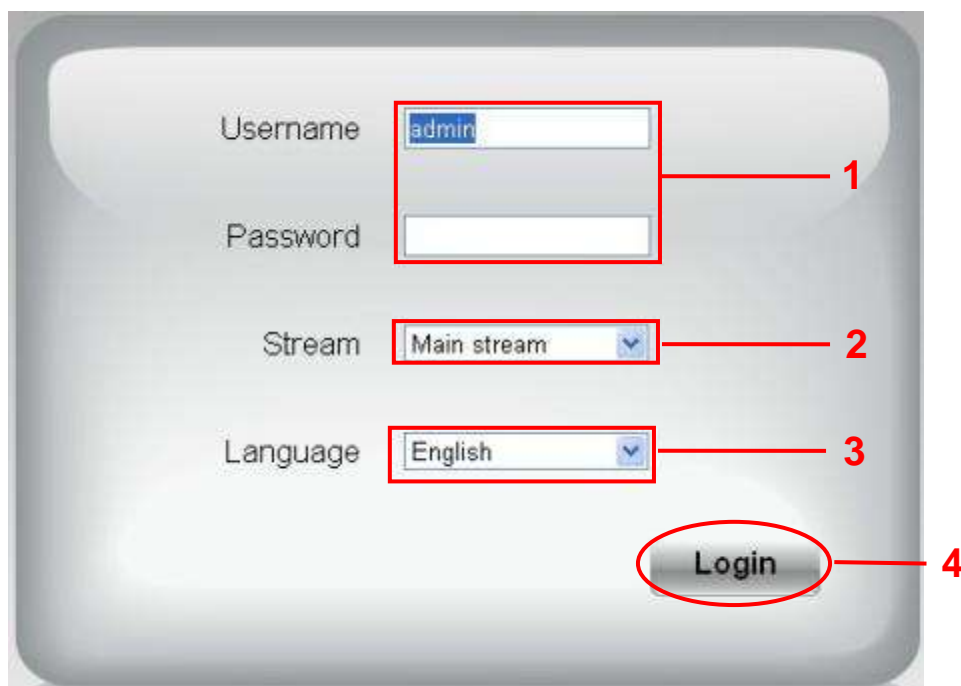 Username admin
1
Password
Stream Main stream 2
Language English 3
Login 4